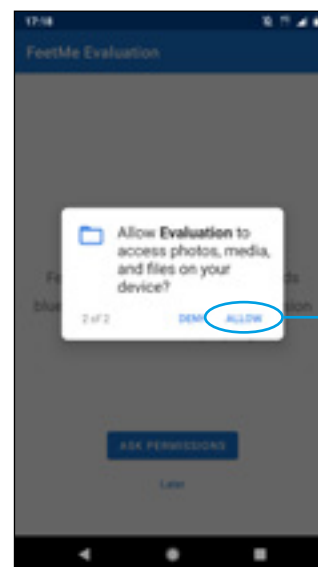 17:18
FeetMe Evaluation
Allow Evaluation to
access photos, media,
and files on your
device?
2 of 2 DENY ALLOW
ASK PERMISSIONS
Later